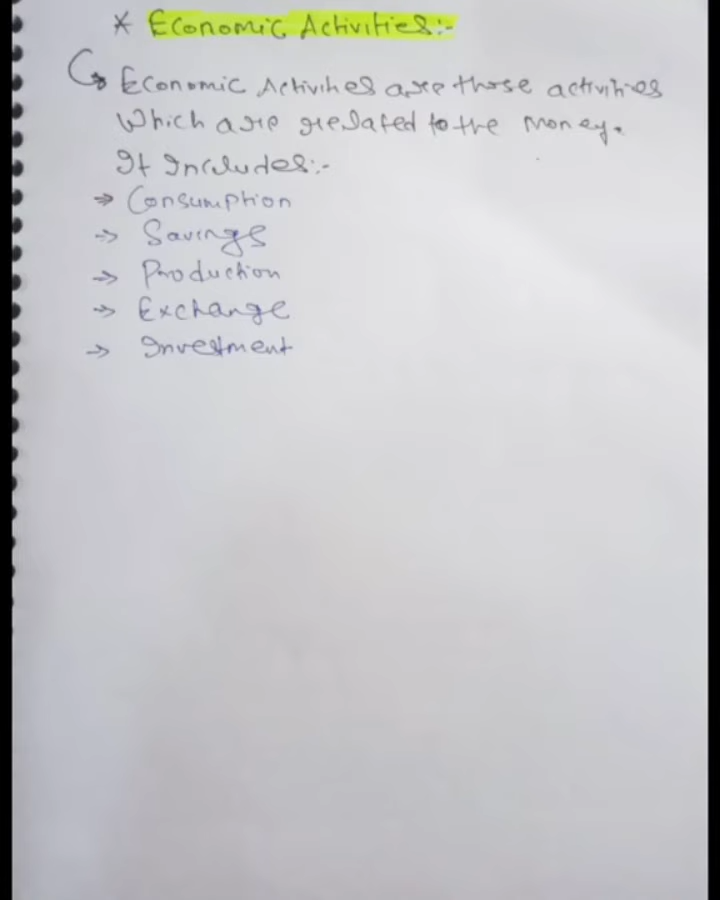 * Economic Activities:-
↳ Economic Activities are those activities
which are related to the money.
It Includes:-
→ Consumption
→ Savings
→ Production
→ Exchange
→ Investment